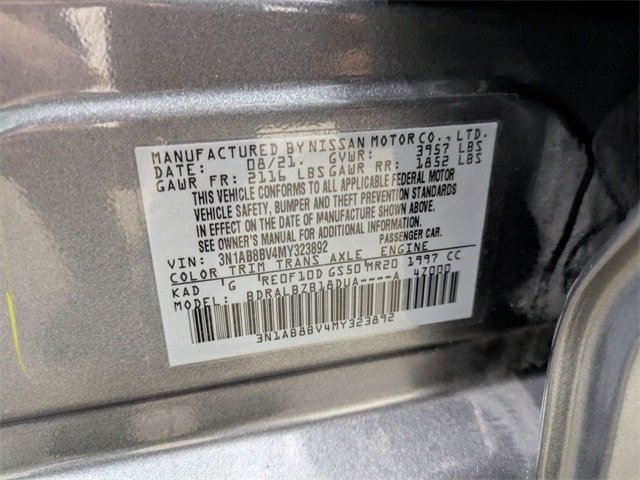 MANUFACTURED BY NISSAN MOTOR CO., LTD.
DATE: 08/21. GVWR: 3957 LBS
GAWR FR: 2116 LBS GAWR RR: 1852 LBS
THIS VEHICLE CONFORMS TO ALL APPLICABLE FEDERAL MOTOR
VEHICLE SAFETY, BUMPER AND THEFT PREVENTION STANDARDS
IN EFFECT ON THE DATE OF MANUFACTURE SHOWN ABOVE.
SEE OWNER'S MANUAL FOR ADDITIONAL INFORMATION.
VIN: 3N1AB8BV4MY323892 PASSENGER CAR.
COLOR TRIM TRANS AXLE ENGINE
KAD G RE0F10D GS50 MR20 1997 CC
MODEL: BDRALBZB18DUA----A 47000
3N1AB8BV4MY323892